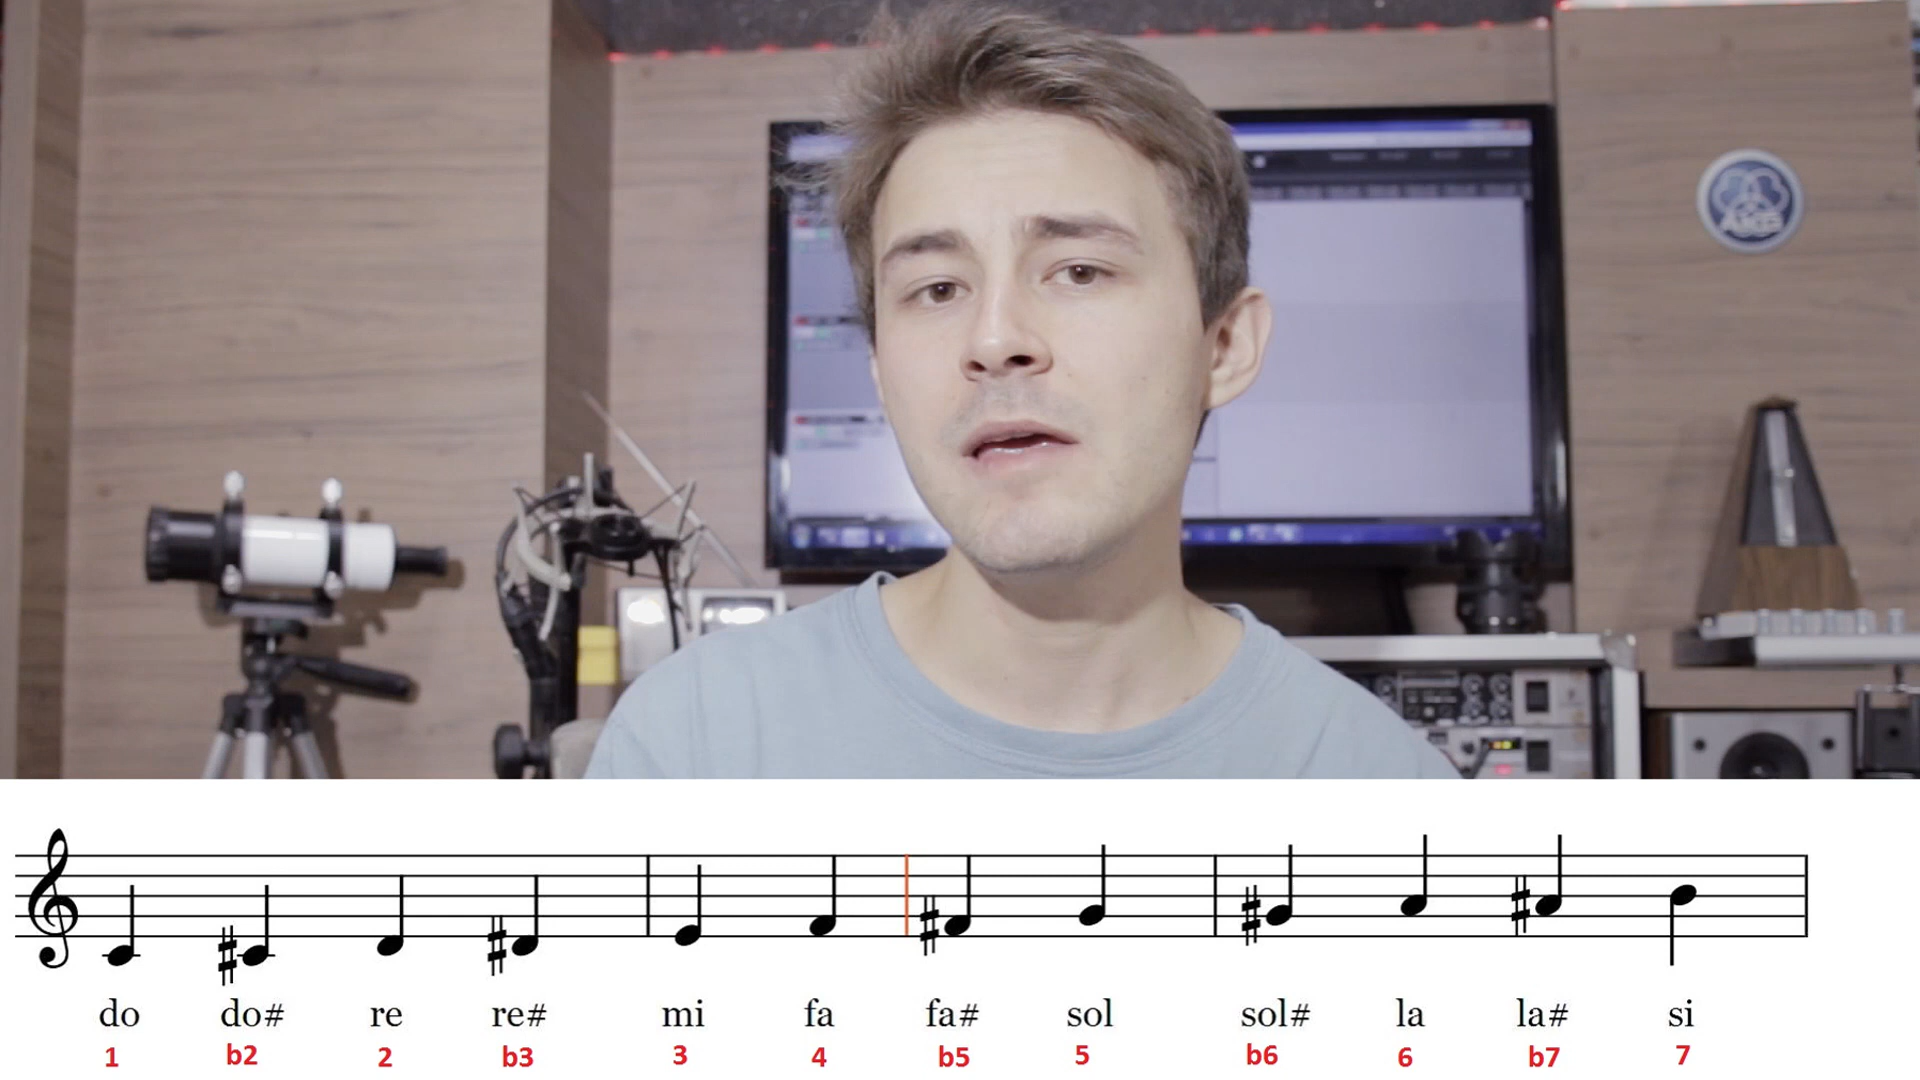 AKG
do do# re re# mi fa fa# sol sol# la la# si
1 b2 2 b3 3 4 b5 5 b6 6 b7 7